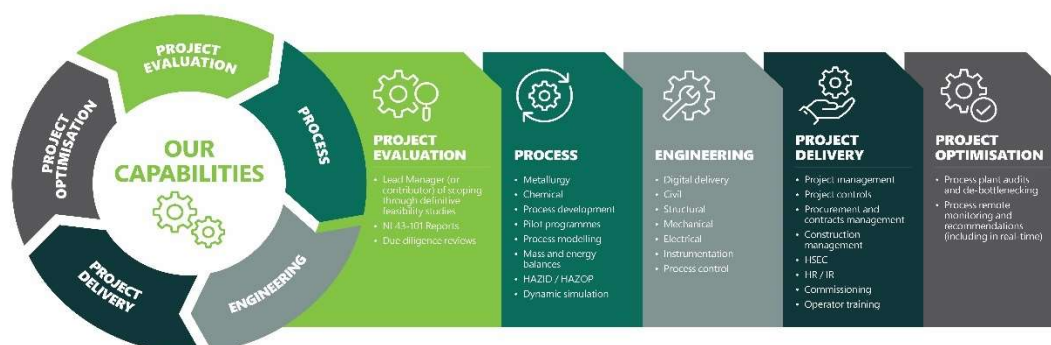 PROJECT
EVALUATION
PROCESS
ENGINEERING
PROJECT
DELIVERY
PROJECT
OPTIMISATION
OUR
CAPABILITIES
PROJECT
EVALUATION
• Lead Manager (or
contributor) of scoping
through definitive
feasibility studies
• NI 43-101 Reports
• Due diligence reviews
PROCESS
• Metallurgy
• Chemical
• Process development
• Pilot programmes
• Process modelling
• Mass and energy
balances
• HAZID / HAZOP
• Dynamic simulation
ENGINEERING
• Digital delivery
• Civil
• Structural
• Mechanical
• Electrical
• Instrumentation
• Process control
PROJECT
DELIVERY
• Project management
• Project controls
• Procurement and
contracts management
• Construction
management
• HSEC
• HR / IR
• Commissioning
• Operator training
PROJECT
OPTIMISATION
• Process plant audits
and de-bottlenecking
• Process remote
monitoring and
recommendations
(including in real-time)